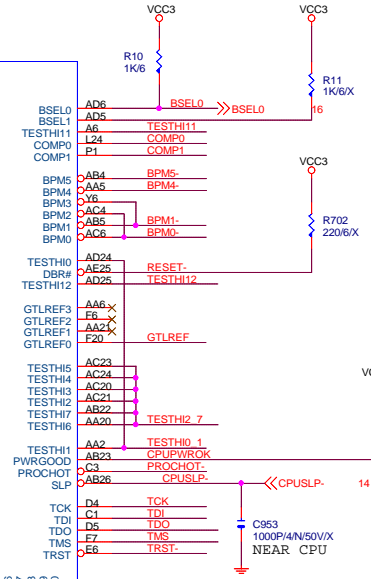 VCC3 VCC3
R10
1K/6
R11
1K/6/X
BSEL0 AD6 BSEL0 BSEL0 16
BSEL1 AD5
TESTHI11 A6 TESTHI11
COMP0 L24 COMP0
COMP1 P1 COMP1
VCC3
BPM5 AB4 BPM5-
BPM4 AA5 BPM4-
BPM3 Y6
BPM2 AC4
BPM1 AB5 BPM1-
BPM0 AC6 BPM0-
R702
220/6/X
TESTHI0 AD24
DBR# AE25 RESET-
TESTHI12 AD25 TESTHI12
GTLREF3 AA6
GTLREF2 F6
GTLREF1 AA21
GTLREF0 F20 GTLREF
TESTHI5 AC23
TESTHI4 AC24
TESTHI3 AC20
TESTHI2 AC21
TESTHI7 AB22
TESTHI6 AA20 TESTHI2_7
TESTHI1 AA2 TESTHI0_1
PWRGOOD AB23 CPUPWROK
PROCHOT C3 PROCHOT-
SLP AB26 CPUSLP- CPUSLP- 14
TCK D4 TCK
TDI C1 TDI
TDO D5 TDO
TMS F7 TMS
TRST E6 TRST-
C953
1000P/4/N/50V/X
NEAR CPU